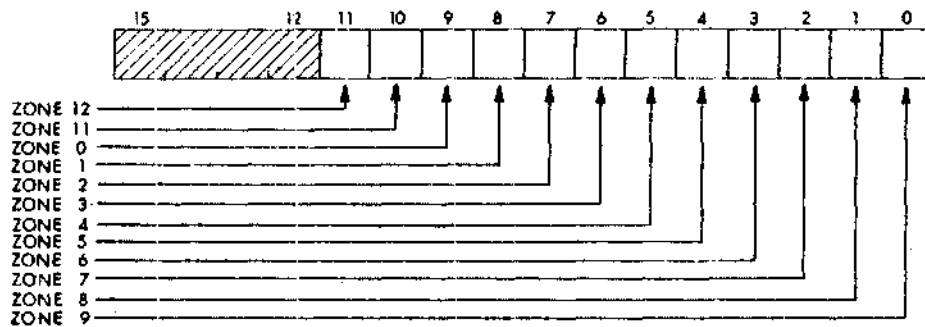 15 12 11 10 9 8 7 6 5 4 3 2 1 0
ZONE 12
ZONE 11
ZONE 0
ZONE 1
ZONE 2
ZONE 3
ZONE 4
ZONE 5
ZONE 6
ZONE 7
ZONE 8
ZONE 9